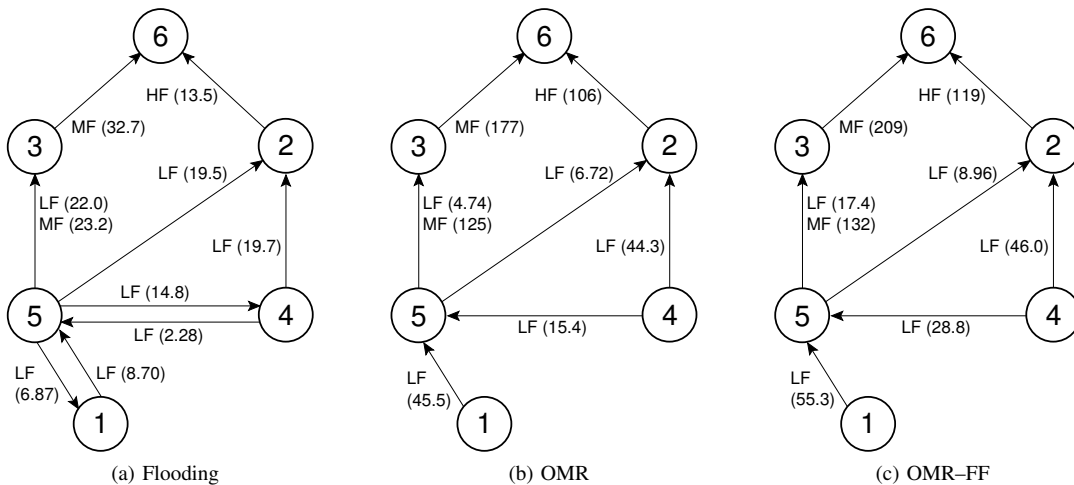 6
HF (13.5)
MF (32.7)
3
2
LF (19.5)
LF (22.0)
MF (23.2)
LF (19.7)
LF (14.8)
5
4
LF (2.28)
LF
(6.87)
LF (8.70)
1
(a) Flooding
6
HF (106)
MF (177)
3
2
LF (6.72)
LF (4.74)
MF (125)
LF (44.3)
5
4
LF (15.4)
LF
(45.5)
1
(b) OMR
6
HF (119)
MF (209)
3
2
LF (8.96)
LF (17.4)
MF (132)
LF (46.0)
5
4
LF (28.8)
LF
(55.3)
1
(c) OMR–FF